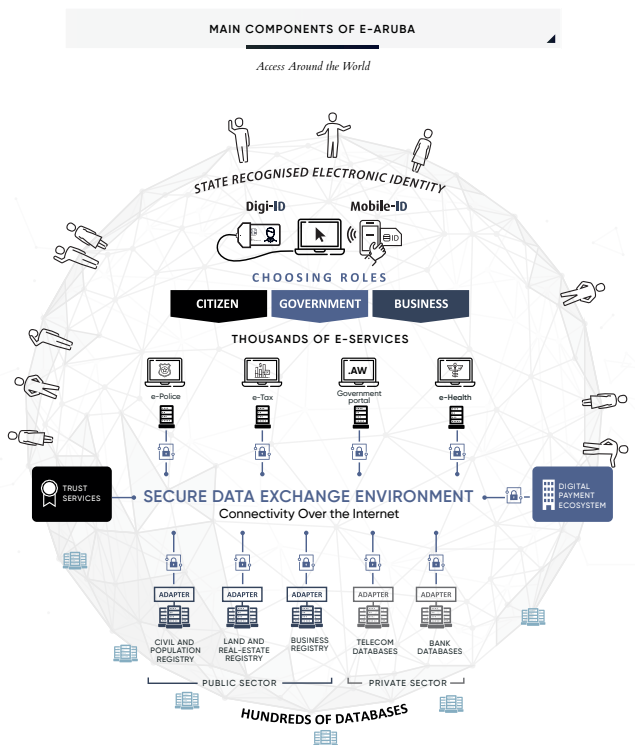 MAIN COMPONENTS OF E-ARUBA
Access Around the World
STATE RECOGNISED ELECTRONIC IDENTITY
Digi-ID
Mobile-ID
ID
CHOOSING ROLES
CITIZEN
GOVERNMENT
BUSINESS
THOUSANDS OF E-SERVICES
.AW
e-Police
e-Tax
Government
portal
e-Health
TRUST
SERVICES
SECURE DATA EXCHANGE ENVIRONMENT
Connectivity Over the Internet
DIGITAL
PAYMENT
ECOSYSTEM
ADAPTER
ADAPTER
ADAPTER
ADAPTER
ADAPTER
CIVIL AND
POPULATION
REGISTRY
LAND AND
REAL-ESTATE
REGISTRY
BUSINESS
REGISTRY
TELECOM
DATABASES
BANK
DATABASES
PUBLIC SECTOR
PRIVATE SECTOR
HUNDREDS OF DATABASES